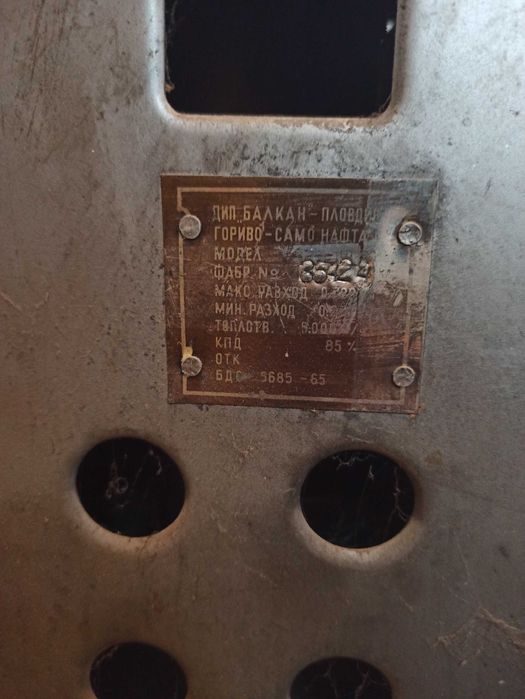 ДИП "БАЛКАН" - ПЛОВДИВ
ГОРИВО - САМО НАФТА
МОДЕЛ
ФАБР. №
МАКС. РАЗХОД
МИН. РАЗХОД
ТОПЛОТВ.
КПД 85 %
ОТК
БДС 5685 - 65